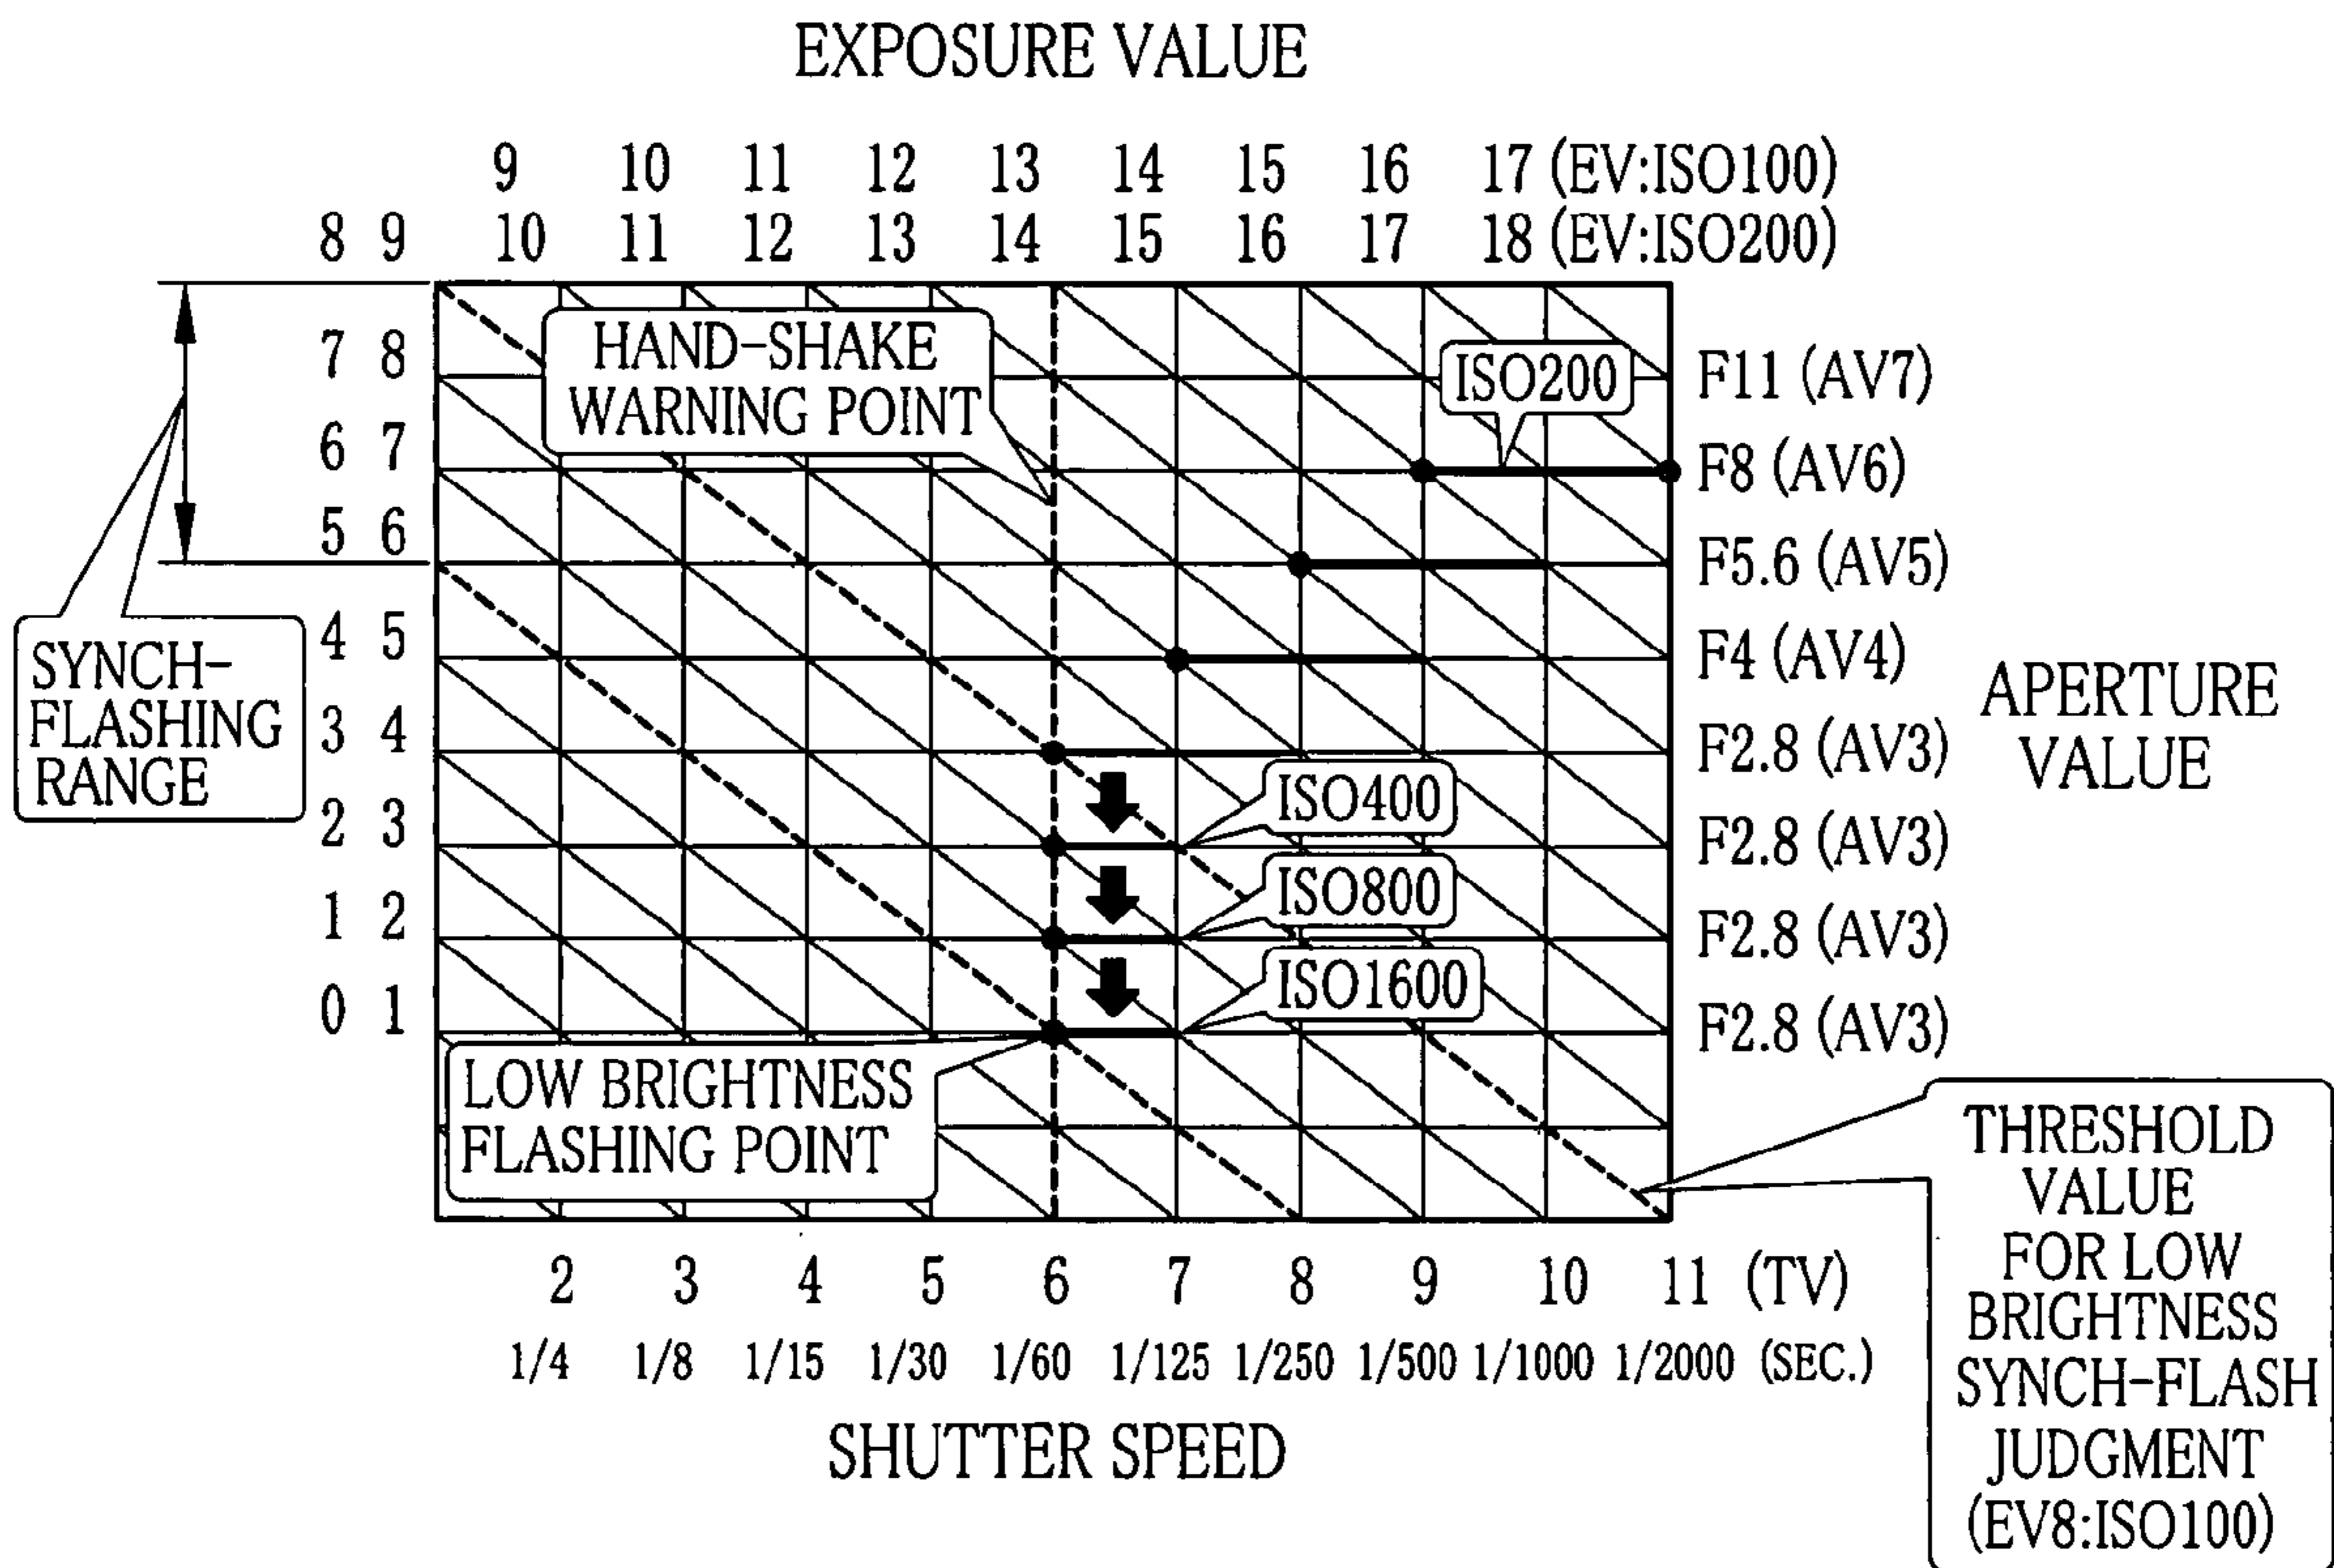 EXPOSURE VALUE
9 10 11 12 13 14 15 16 17 (EV:ISO100)
8 9 10 11 12 13 14 15 16 17 18 (EV:ISO200)
7 8
HAND-SHAKE
WARNING POINT
ISO200
F11 (AV7)
6 7
F8 (AV6)
5 6
F5.6 (AV5)
4 5
F4 (AV4)
SYNCH-
FLASHING
RANGE
APERTURE
VALUE
3 4
F2.8 (AV3)
ISO400
2 3
F2.8 (AV3)
ISO800
1 2
F2.8 (AV3)
ISO1600
0 1
F2.8 (AV3)
LOW BRIGHTNESS
FLASHING POINT
THRESHOLD
VALUE
FOR LOW
BRIGHTNESS
SYNCH-FLASH
JUDGMENT
(EV8:ISO100)
2 3 4 5 6 7 8 9 10 11 (TV)
1/4 1/8 1/15 1/30 1/60 1/125 1/250 1/500 1/1000 1/2000 (SEC.)
SHUTTER SPEED